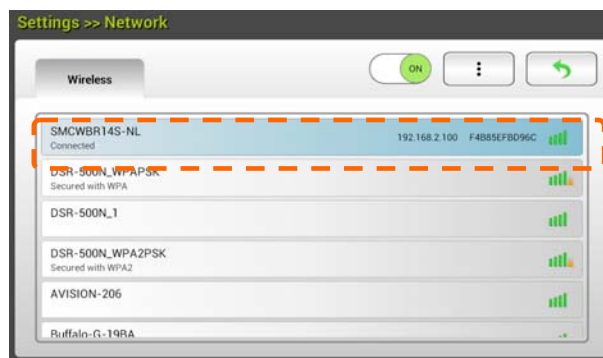 Settings >> Network
Wireless
ON
SMCWBR14S-NL 192.168.2.100 F4B85EFBD96C
Connected
DSR-500N_WPAPSK
Secured with WPA
DSR-500N_1
DSR-500N_WPA2PSK
Secured with WPA2
AVISION-206
Buffalo-G-19BA